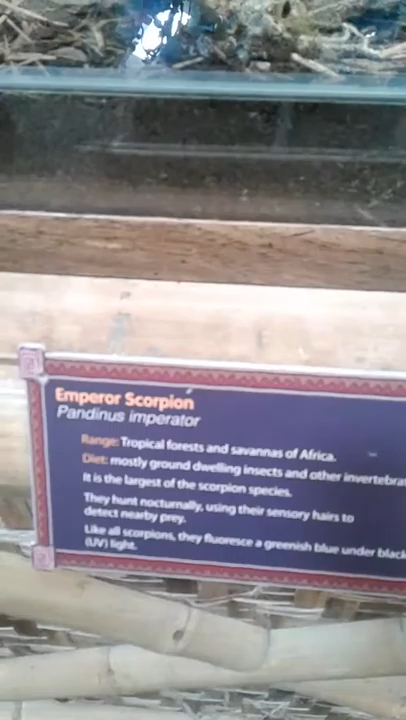 Emperor Scorpion
Pandinus imperator
Range: Tropical forests and savannas of Africa.
Diet: mostly ground dwelling insects and other invertebra
It is the largest of the scorpion species.
They hunt nocturnally, using their sensory hairs to
detect nearby prey.
Like all scorpions, they fluoresce a greenish blue under black
(UV) light.